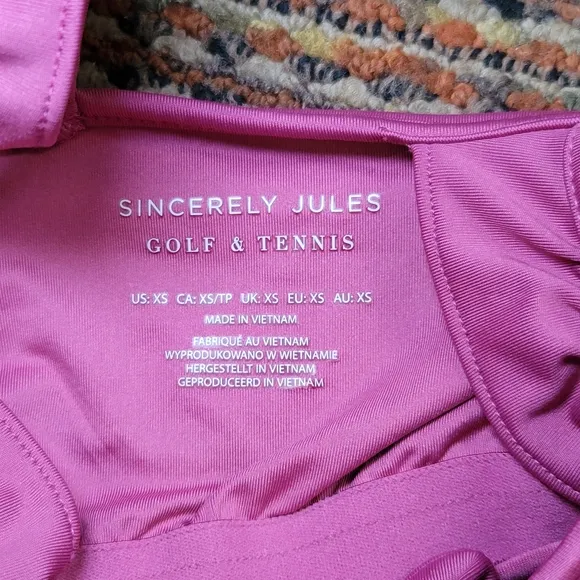 SINCERELY JULES
GOLF & TENNIS
US: XS CA: XS/TP UK: XS EU: XS AU: XS
MADE IN VIETNAM
FABRIQUÉ AU VIETNAM
WYPRODUKOWANO W WIETNAMIE
HERGESTELLT IN VIETNAM
GEPRODUCEERD IN VIETNAM